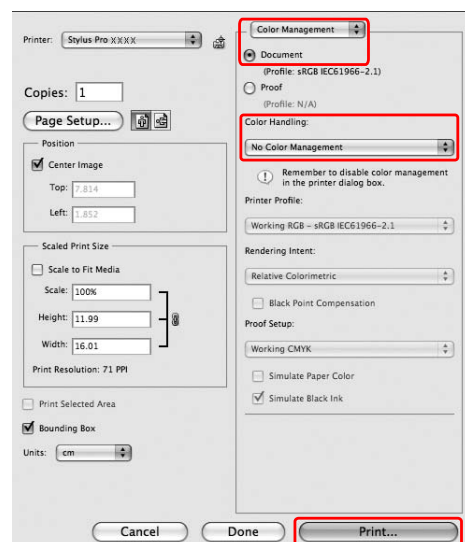 Printer: Stylus Pro XXXX
Copies: 1
Page Setup...
Position
Center Image
Top: 7.814
Left: 1.852
Scaled Print Size
Scale to Fit Media
Scale: 100%
Height: 11.99
Width: 16.01
Print Resolution: 71 PPI
Print Selected Area
Bounding Box
Units: cm
Color Management
Document
(Profile: sRGB IEC61966-2.1)
Proof
(Profile: N/A)
Color Handling:
No Color Management
Remember to disable color management
in the printer dialog box.
Printer Profile:
Working RGB - sRGB IEC61966-2.1
Rendering Intent:
Relative Colorimetric
Black Point Compensation
Proof Setup:
Working CMYK
Simulate Paper Color
Simulate Black Ink
Cancel
Done
Print...